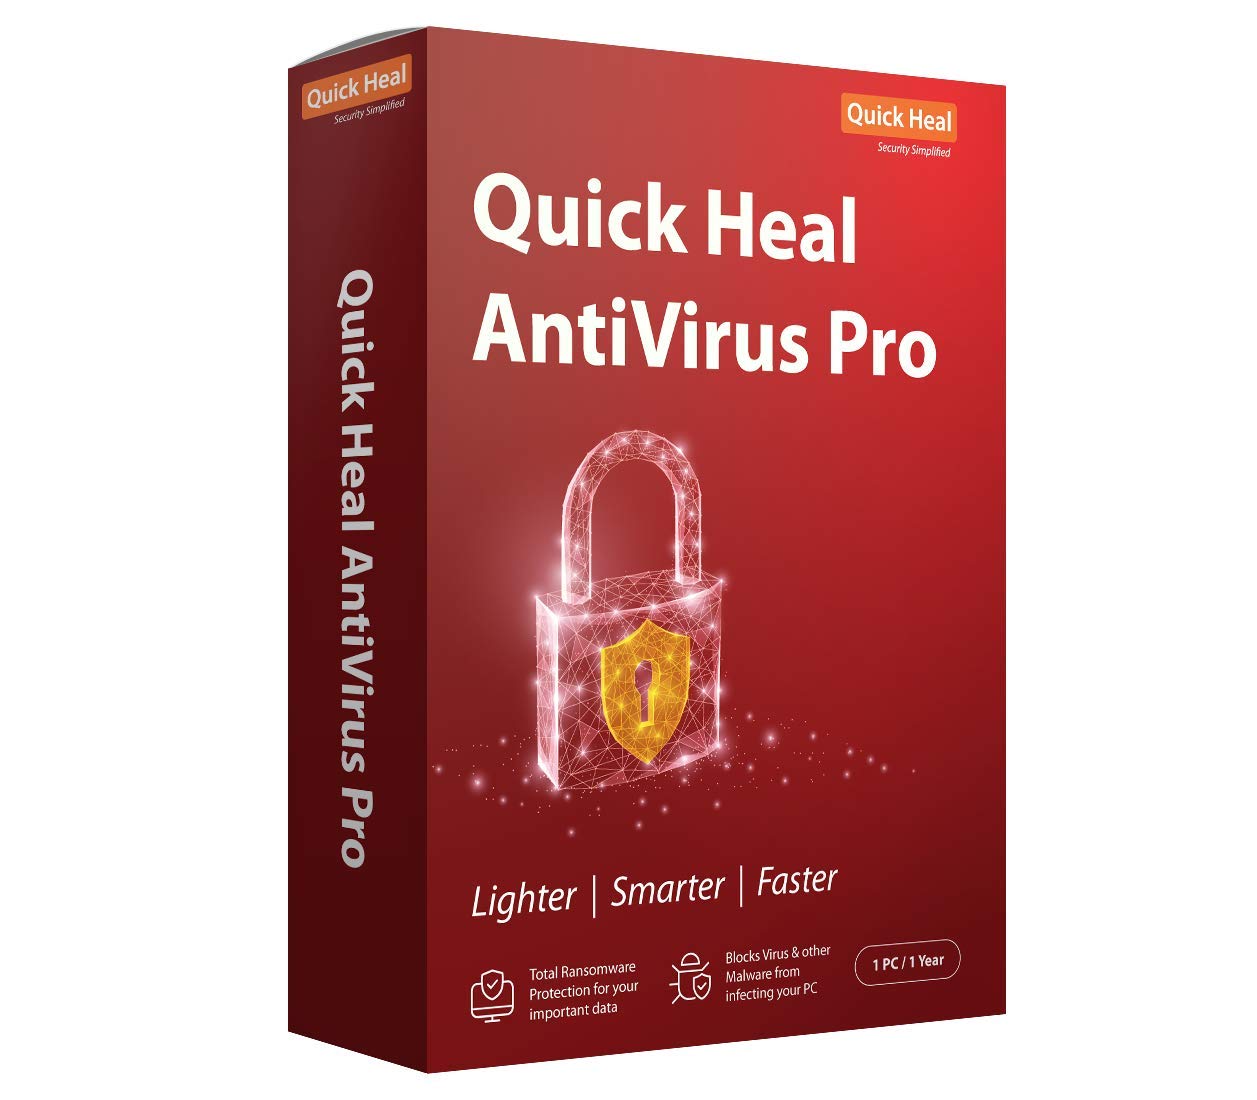 Quick Heal
Security Simplified
Quick Heal AntiVirus Pro
Quick Heal
Security Simplified
Quick Heal
AntiVirus Pro
Lighter | Smarter | Faster
Total Ransomware
Protection for your
important data
Blocks Virus & other
Malware from
infecting your PC
1 PC / 1 Year